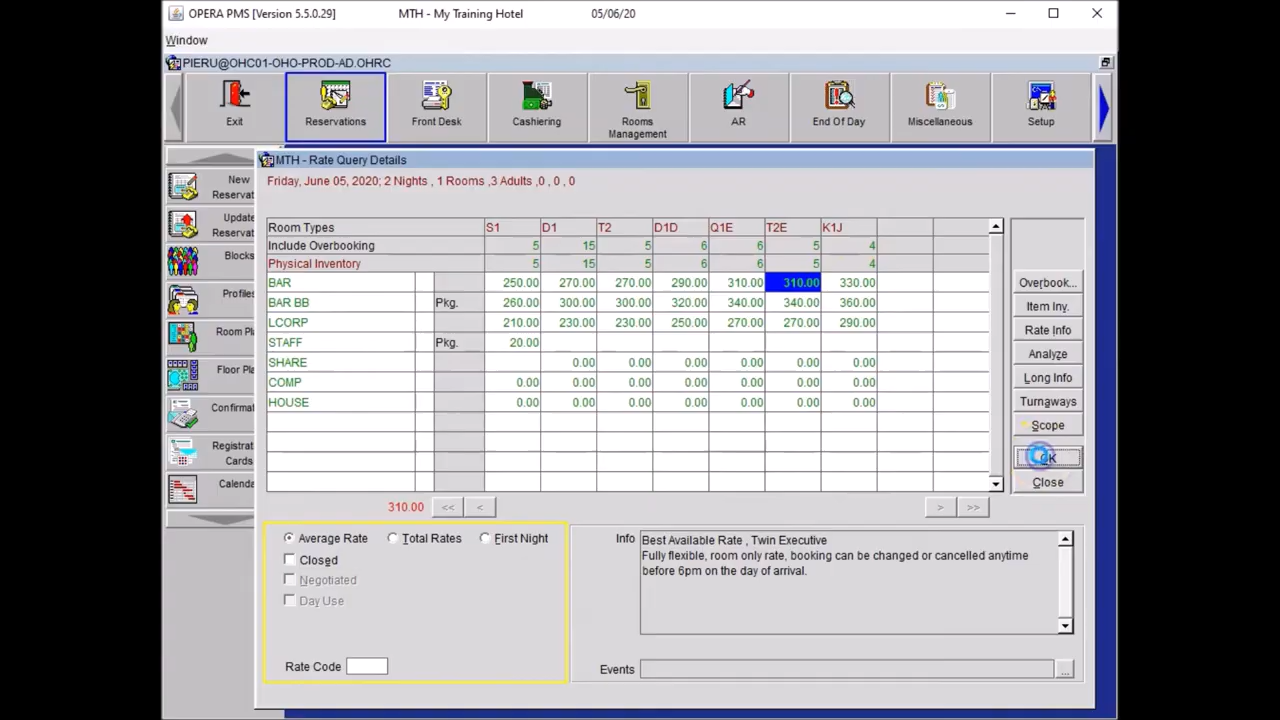 OPERA PMS [Version 5.5.0.29] MTH - My Training Hotel 05/06/20
Window
PIERU@OHC01-OHO-PROD-AD.OHRC
Exit Reservations Front Desk Cashiering Rooms Management AR End Of Day Miscellaneous Setup
New Reservat
Update Reservat
Blocks
Profiles
Room Pl
Floor Pla
Confirmat
Registrat Cards
Calenda
MTH - Rate Query Details
Friday, June 05, 2020; 2 Nights , 1 Rooms ,3 Adults ,0 , 0 , 0
Room Types S1 D1 T2 D1D Q1E T2E K1J
Include Overbooking 5 15 5 6 6 5 4
Physical Inventory 5 15 5 6 6 5 4
BAR 250.00 270.00 270.00 290.00 310.00 310.00 330.00
BAR BB Pkg. 260.00 300.00 300.00 320.00 340.00 340.00 360.00
LCORP 210.00 230.00 230.00 250.00 270.00 270.00 290.00
STAFF Pkg. 20.00
SHARE 0.00 0.00 0.00 0.00 0.00 0.00
COMP 0.00 0.00 0.00 0.00 0.00 0.00 0.00
HOUSE 0.00 0.00 0.00 0.00 0.00 0.00 0.00
Overbook...
Item Inv.
Rate Info
Analyze
Long Info
Turnaways
Scope
OK
Close
310.00 << < > >>
Average Rate Total Rates First Night
Closed
Negotiated
Day Use
Rate Code
Info Best Available Rate , Twin Executive
Fully flexible, room only rate, booking can be changed or cancelled anytime
before 6pm on the day of arrival.
Events ...